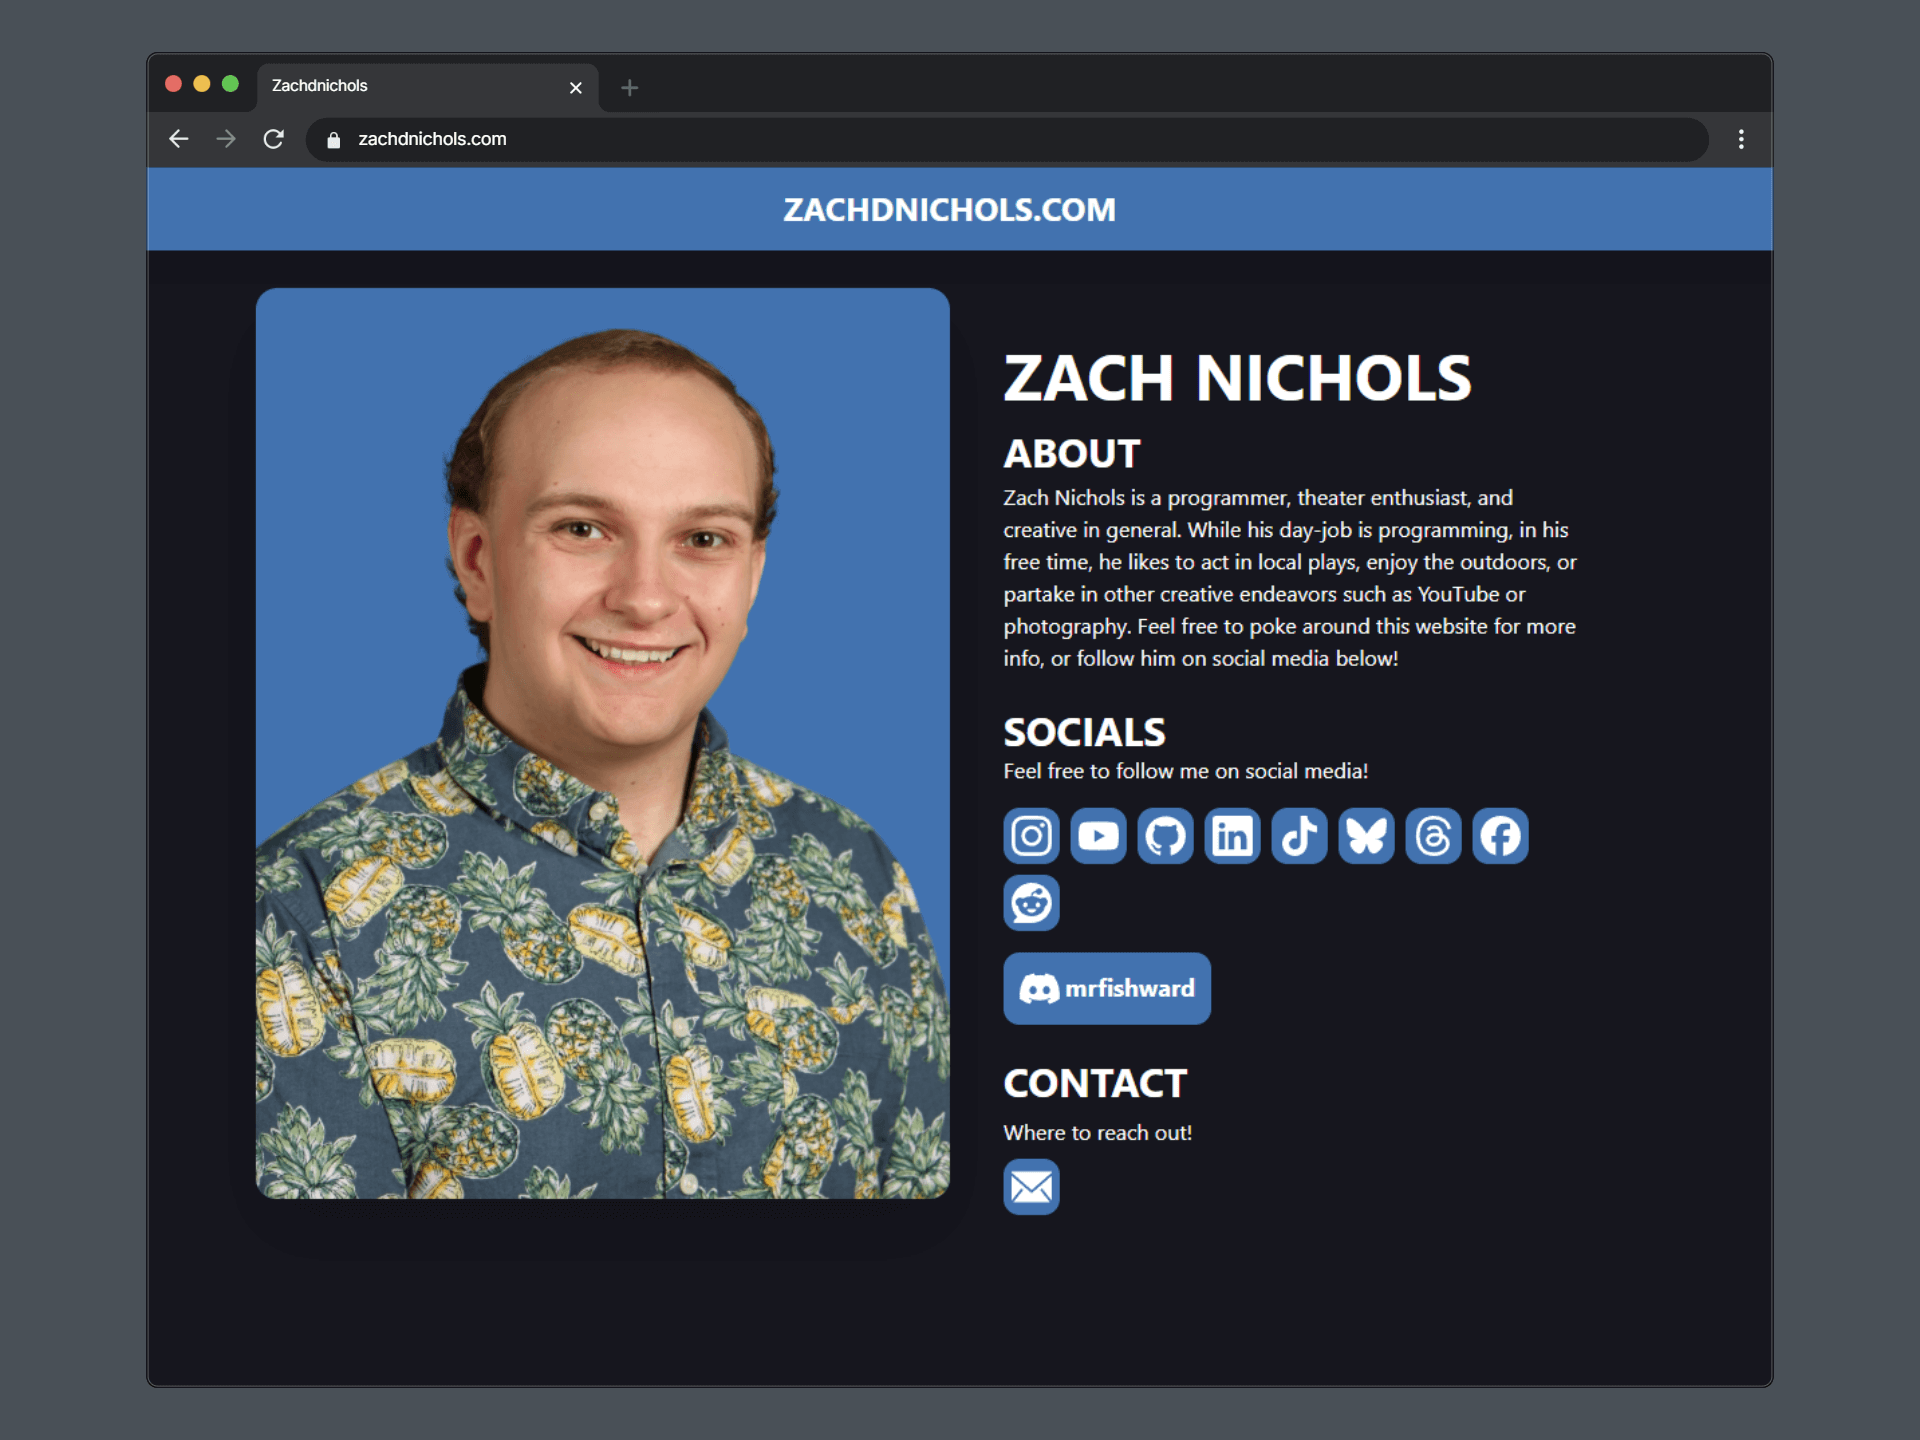 Zachdnichols
zachdnichols.com
ZACHDNICHOLS.COM
ZACH NICHOLS
ABOUT
Zach Nichols is a programmer, theater enthusiast, and
creative in general. While his day-job is programming, in his
free time, he likes to act in local plays, enjoy the outdoors, or
partake in other creative endeavors such as YouTube or
photography. Feel free to poke around this website for more
info, or follow him on social media below!
SOCIALS
Feel free to follow me on social media!
mrfishward
CONTACT
Where to reach out!